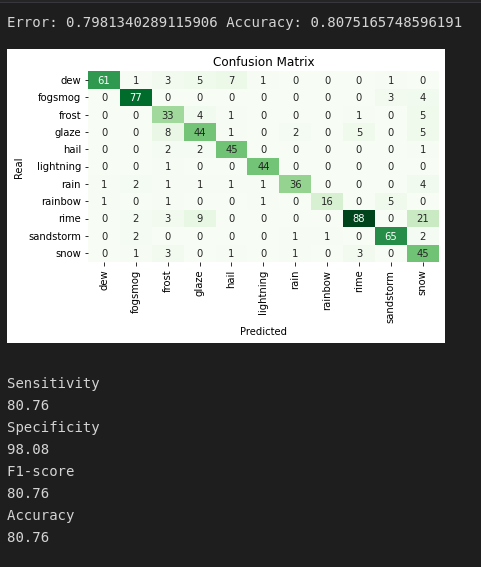 Error: 0.7981340289115906 Accuracy: 0.8075165748596191
Confusion Matrix
dew 61 1 3 5 7 1 0 0 0 1 0
fogsmog 0 77 0 0 0 0 0 0 0 3 4
frost 0 0 33 4 1 0 0 0 1 0 5
glaze 0 0 8 44 1 0 2 0 5 0 5
hail 0 0 2 2 45 0 0 0 0 0 1
lightning 0 0 1 0 0 44 0 0 0 0 0
rain 1 2 1 1 1 1 36 0 0 0 4
rainbow 1 0 1 0 0 1 0 16 0 5 0
rime 0 2 3 9 0 0 0 0 88 0 21
sandstorm 0 2 0 0 0 0 1 1 0 65 2
snow 0 1 3 0 1 0 1 0 3 0 45
Real
dew fogsmog frost glaze hail lightning rain rainbow rime sandstorm snow
Predicted
Sensitivity
80.76
Specificity
98.08
F1-score
80.76
Accuracy
80.76